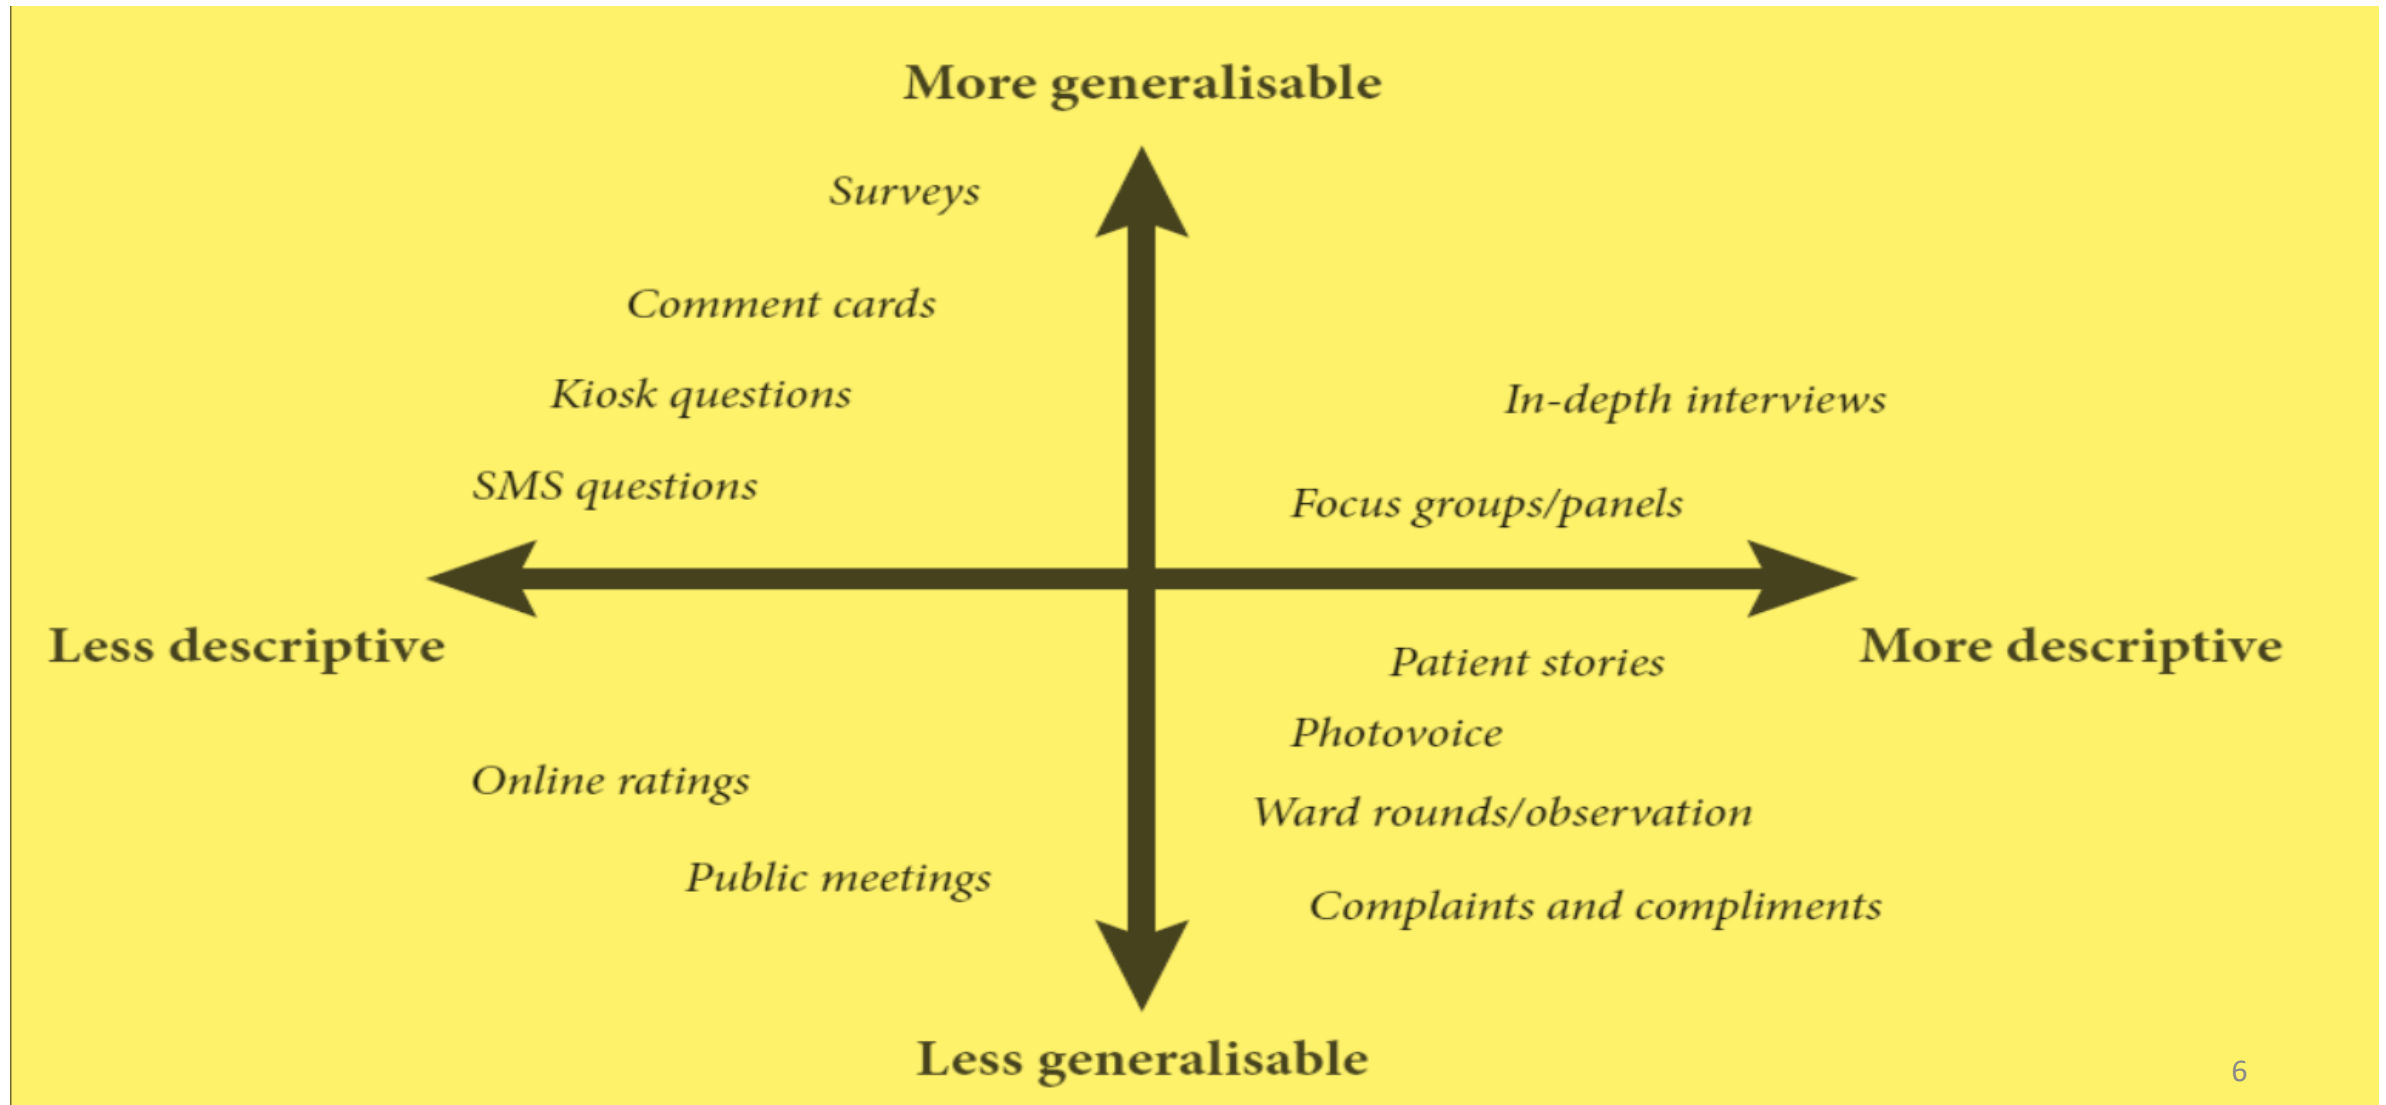 More generalisable
Surveys
Comment cards
Kiosk questions
In-depth interviews
SMS questions
Focus groups/panels
Less descriptive
More descriptive
Patient stories
Photovoice
Online ratings
Ward rounds/observation
Public meetings
Complaints and compliments
Less generalisable
6